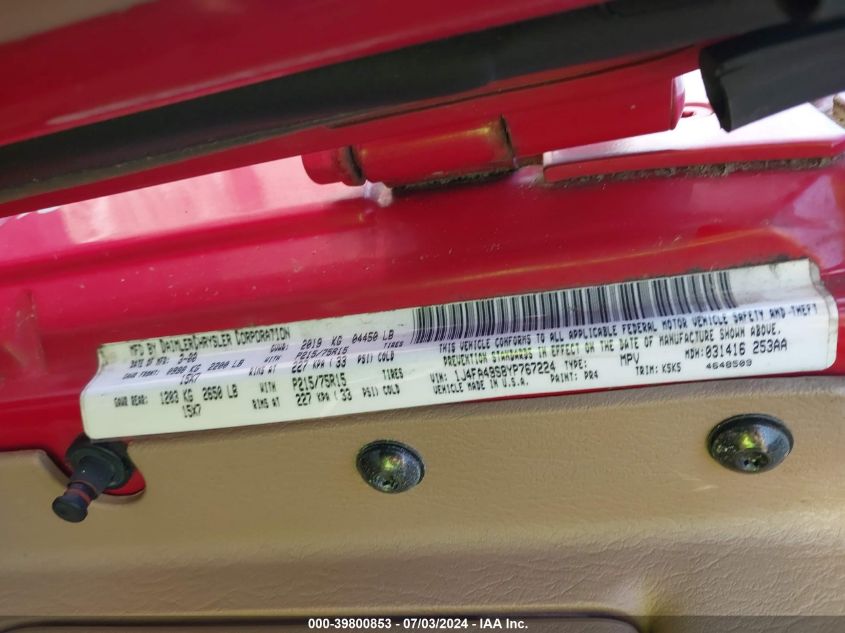 MFG BY DAIMLERCHRYSLER CORPORATION
DATE OF MFR: 2-00 GVWR: 2019 KG 04450 LB
GAWR FRONT: 0998 KG 2200 LB WITH P215/75R15 TIRES
15X7 RIMS AT 227 KPA ( 33 PSI) COLD
GAWR REAR: 1203 KG 2650 LB WITH P215/75R15 TIRES
15X7 RIMS AT 227 KPA ( 33 PSI) COLD
THIS VEHICLE CONFORMS TO ALL APPLICABLE FEDERAL MOTOR VEHICLE SAFETY AND THEFT
PREVENTION STANDARDS IN EFFECT ON THE DATE OF MANUFACTURE SHOWN ABOVE.
VIN: 1J4FA49S8YP767224 TYPE: MPV MDH: 031416 253AA
VEHICLE MADE IN U.S.A. PAINT: PR4 TRIM: K5K5 4648509
000-39800853 - 07/03/2024 - IAA Inc.